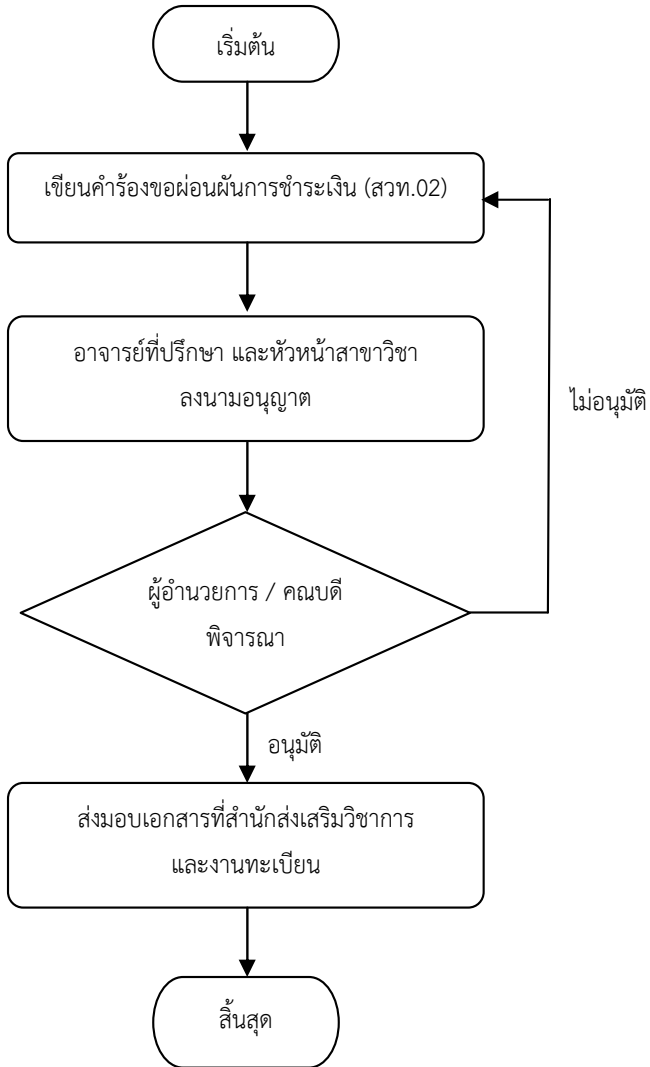 เริ่มต้น
เขียนคำร้องขอผ่อนผันการชำระเงิน (สวท.02)
อาจารย์ที่ปรึกษา และหัวหน้าสาขาวิชา
ลงนามอนุญาต
ไม่อนุมัติ
ผู้อำนวยการ / คณบดี
พิจารณา
อนุมัติ
ส่งมอบเอกสารที่สำนักส่งเสริมวิชาการ
และงานทะเบียน
สิ้นสุด